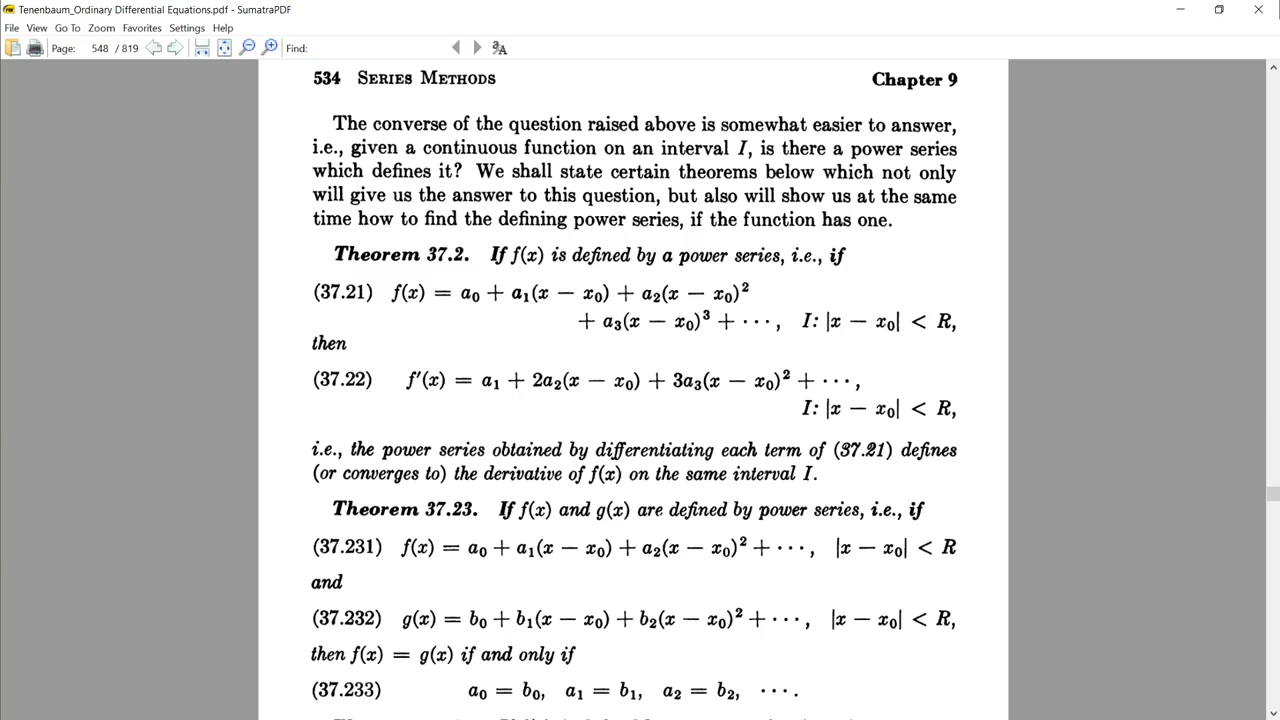 Tenenbaum_Ordinary Differential Equations.pdf - SumatraPDF
File View Go To Zoom Favorites Settings Help
Page: 548 / 819 Find:
534 SERIES METHODS Chapter 9
The converse of the question raised above is somewhat easier to answer,
i.e., given a continuous function on an interval I, is there a power series
which defines it? We shall state certain theorems below which not only
will give us the answer to this question, but also will show us at the same
time how to find the defining power series, if the function has one.
Theorem 37.2. If f(x) is defined by a power series, i.e., if
(37.21) f(x) = a₀ + a₁(x − x₀) + a₂(x − x₀)²
+ a₃(x − x₀)³ + ···, I: |x − x₀| < R,
then
(37.22) f′(x) = a₁ + 2a₂(x − x₀) + 3a₃(x − x₀)² + ···,
I: |x − x₀| < R,
i.e., the power series obtained by differentiating each term of (37.21) defines
(or converges to) the derivative of f(x) on the same interval I.
Theorem 37.23. If f(x) and g(x) are defined by power series, i.e., if
(37.231) f(x) = a₀ + a₁(x − x₀) + a₂(x − x₀)² + ···, |x − x₀| < R
and
(37.232) g(x) = b₀ + b₁(x − x₀) + b₂(x − x₀)² + ···, |x − x₀| < R,
then f(x) = g(x) if and only if
(37.233) a₀ = b₀, a₁ = b₁, a₂ = b₂, ···.